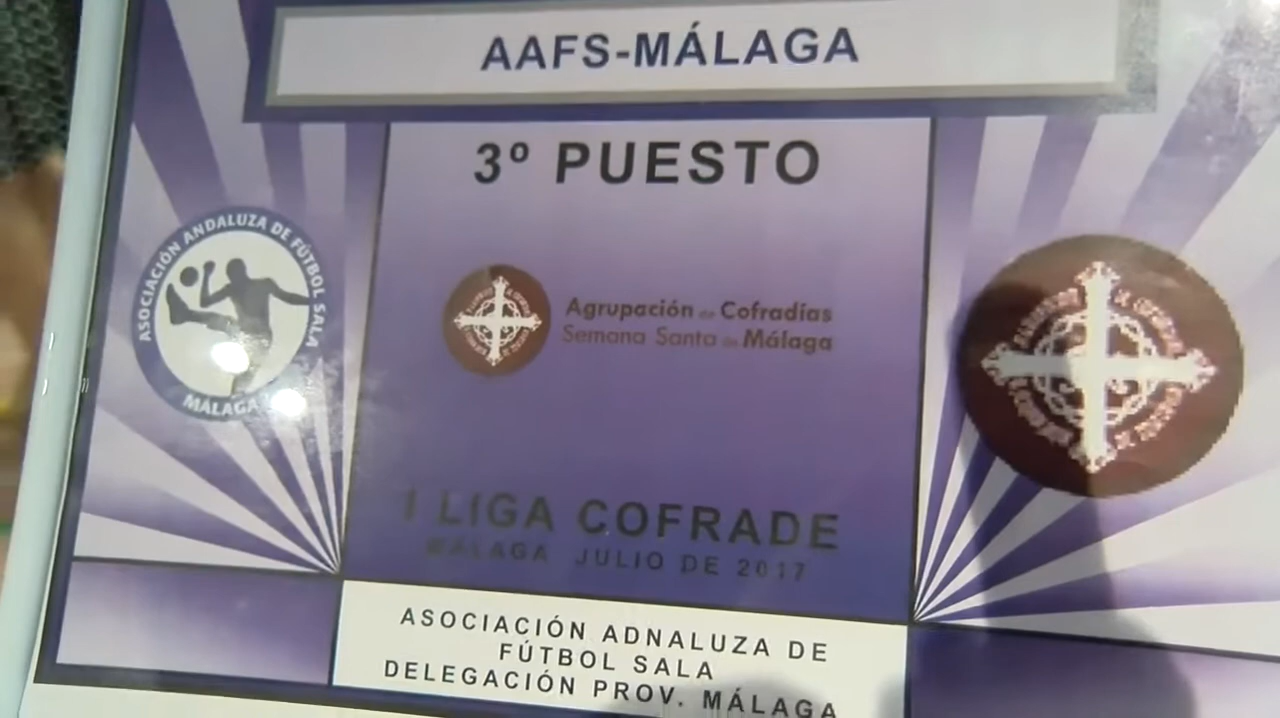 AAFS-MÁLAGA
3º PUESTO
ASOCIACIÓN ANDALUZA DE FÚTBOL SALA
MÁLAGA
Agrupación de Cofradías
Semana Santa de Málaga
I LIGA COFRADE
MÁLAGA JULIO DE 2017
ASOCIACIÓN ADNALUZA DE
FÚTBOL SALA
DELEGACIÓN PROV. MÁLAGA